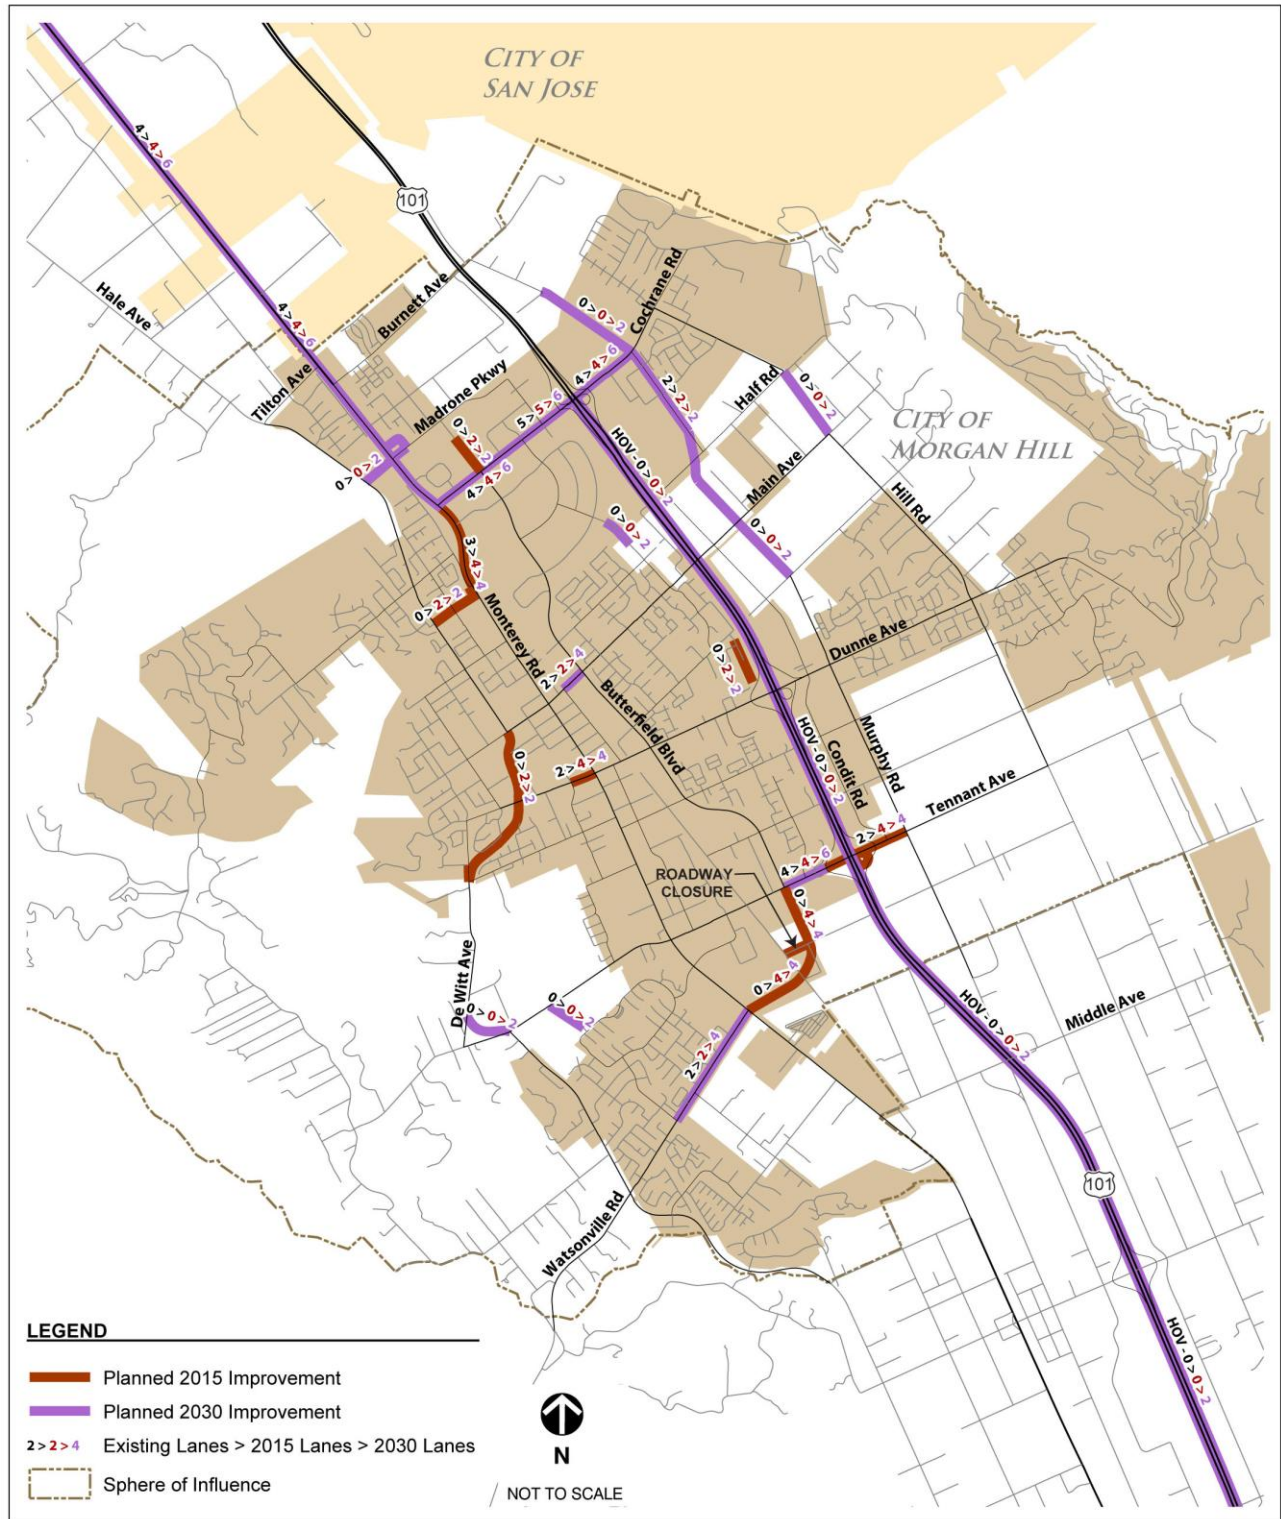 CITY OF
SAN JOSE
4>4>6
101
Hale Ave
Burnett Ave
4>4>6
Cochrane Rd
0>0>2
Tilton Ave
Madrone Pkwy
4>4>6
5>5>6
2>2>2
Half Rd
0>0>2
0>2>2
CITY OF
MORGAN HILL
0>0>2
4>4>6
HOV - 0>0>2
Main Ave
Hill Rd
3>4>4
0>0>2
0>0>2
0>2>2
Monterey Rd
Dunne Ave
2>2>4
0>2>2
Butterfield Blvd
Murphy Rd
HOV - 0>0>2
Condit Rd
0>2>2
2>4>4
Tennant Ave
2>4>4
4>4>6
ROADWAY
CLOSURE
0>4>4
De Witt Ave
0>4>4
0>0>2
0>0>2
HOV - 0>0>2
Middle Ave
2>2>4
101
Watsonville Rd
HOV - 0>0>2
LEGEND
Planned 2015 Improvement
Planned 2030 Improvement
2>2>4 Existing Lanes > 2015 Lanes > 2030 Lanes
Sphere of Influence
N
NOT TO SCALE